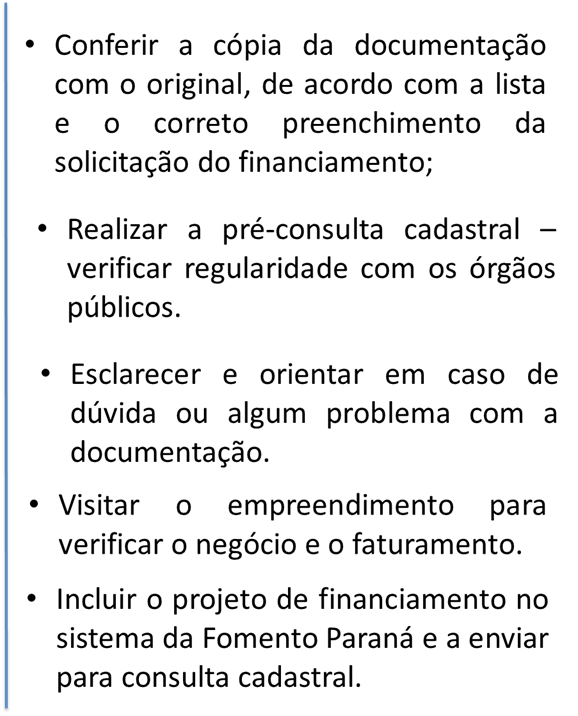 • Conferir a cópia da documentação
com o original, de acordo com a lista
e o correto preenchimento da
solicitação do financiamento;
• Realizar a pré-consulta cadastral –
verificar regularidade com os órgãos
públicos.
• Esclarecer e orientar em caso de
dúvida ou algum problema com a
documentação.
• Visitar o empreendimento para
verificar o negócio e o faturamento.
• Incluir o projeto de financiamento no
sistema da Fomento Paraná e a enviar
para consulta cadastral.